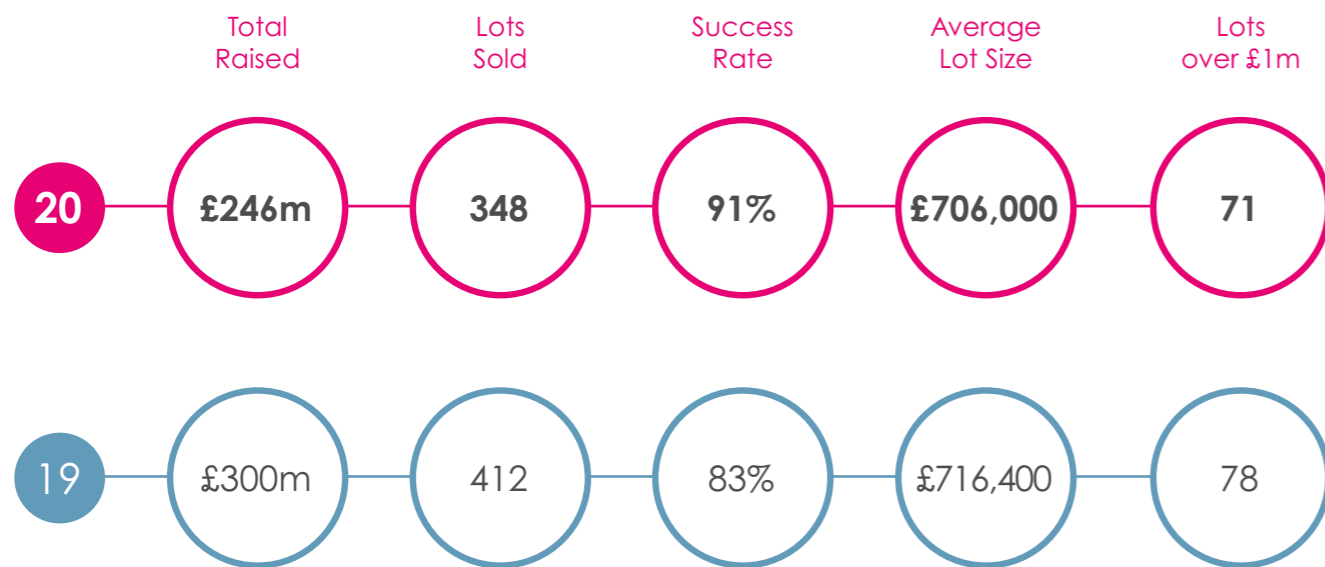 Total
Raised
Lots
Sold
Success
Rate
Average
Lot Size
Lots
over £1m
20
£246m
348
91%
£706,000
71
19
£300m
412
83%
£716,400
78